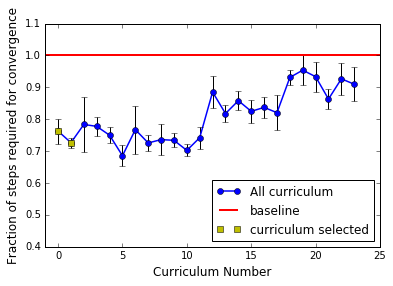 Fraction of steps required for convergence
1.1
1.0
0.9
0.8
0.7
0.6
0.5
0.4
0
5
10
15
20
25
Curriculum Number
All curriculum
baseline
curriculum selected